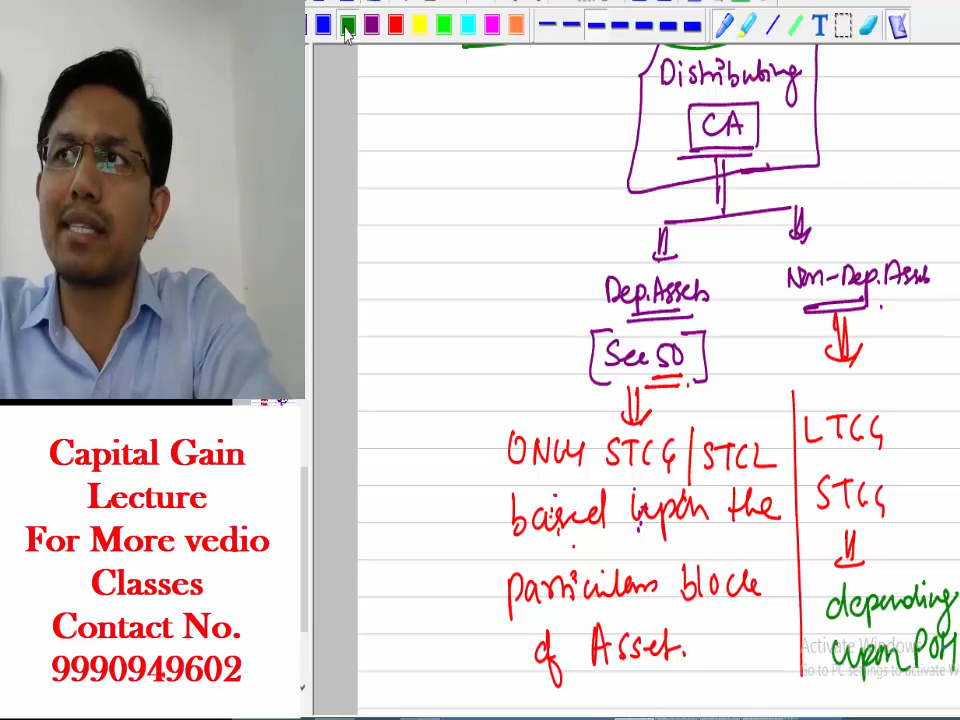 T
Distributing
CA
Dep. Assets
Non-Dep. Assets
[Sec 50]
ONLY STCG/STCL
based upon the
particulars block
of Asset.
LTCG
STCG
depending
upon POH
Activate Windows
Go to PC settings to activate W
Capital Gain
Lecture
For More vedio
Classes
Contact No.
9990949602